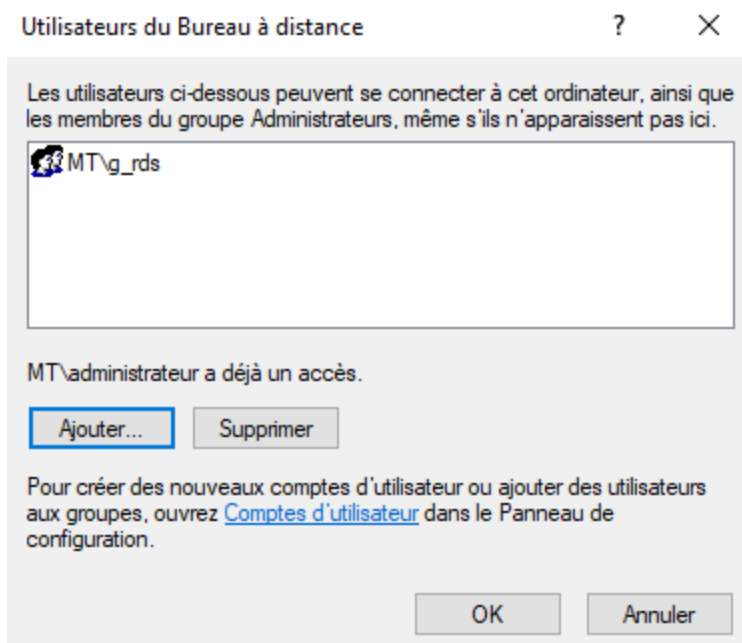 Utilisateurs du Bureau à distance ?
Les utilisateurs ci-dessous peuvent se connecter à cet ordinateur, ainsi que
les membres du groupe Administrateurs, même s'ils n'apparaissent pas ici.
MT\g_rds
MT\administrateur a déjà un accès.
Ajouter... Supprimer
Pour créer des nouveaux comptes d'utilisateur ou ajouter des utilisateurs
aux groupes, ouvrez Comptes d'utilisateur dans le Panneau de
configuration.
OK Annuler